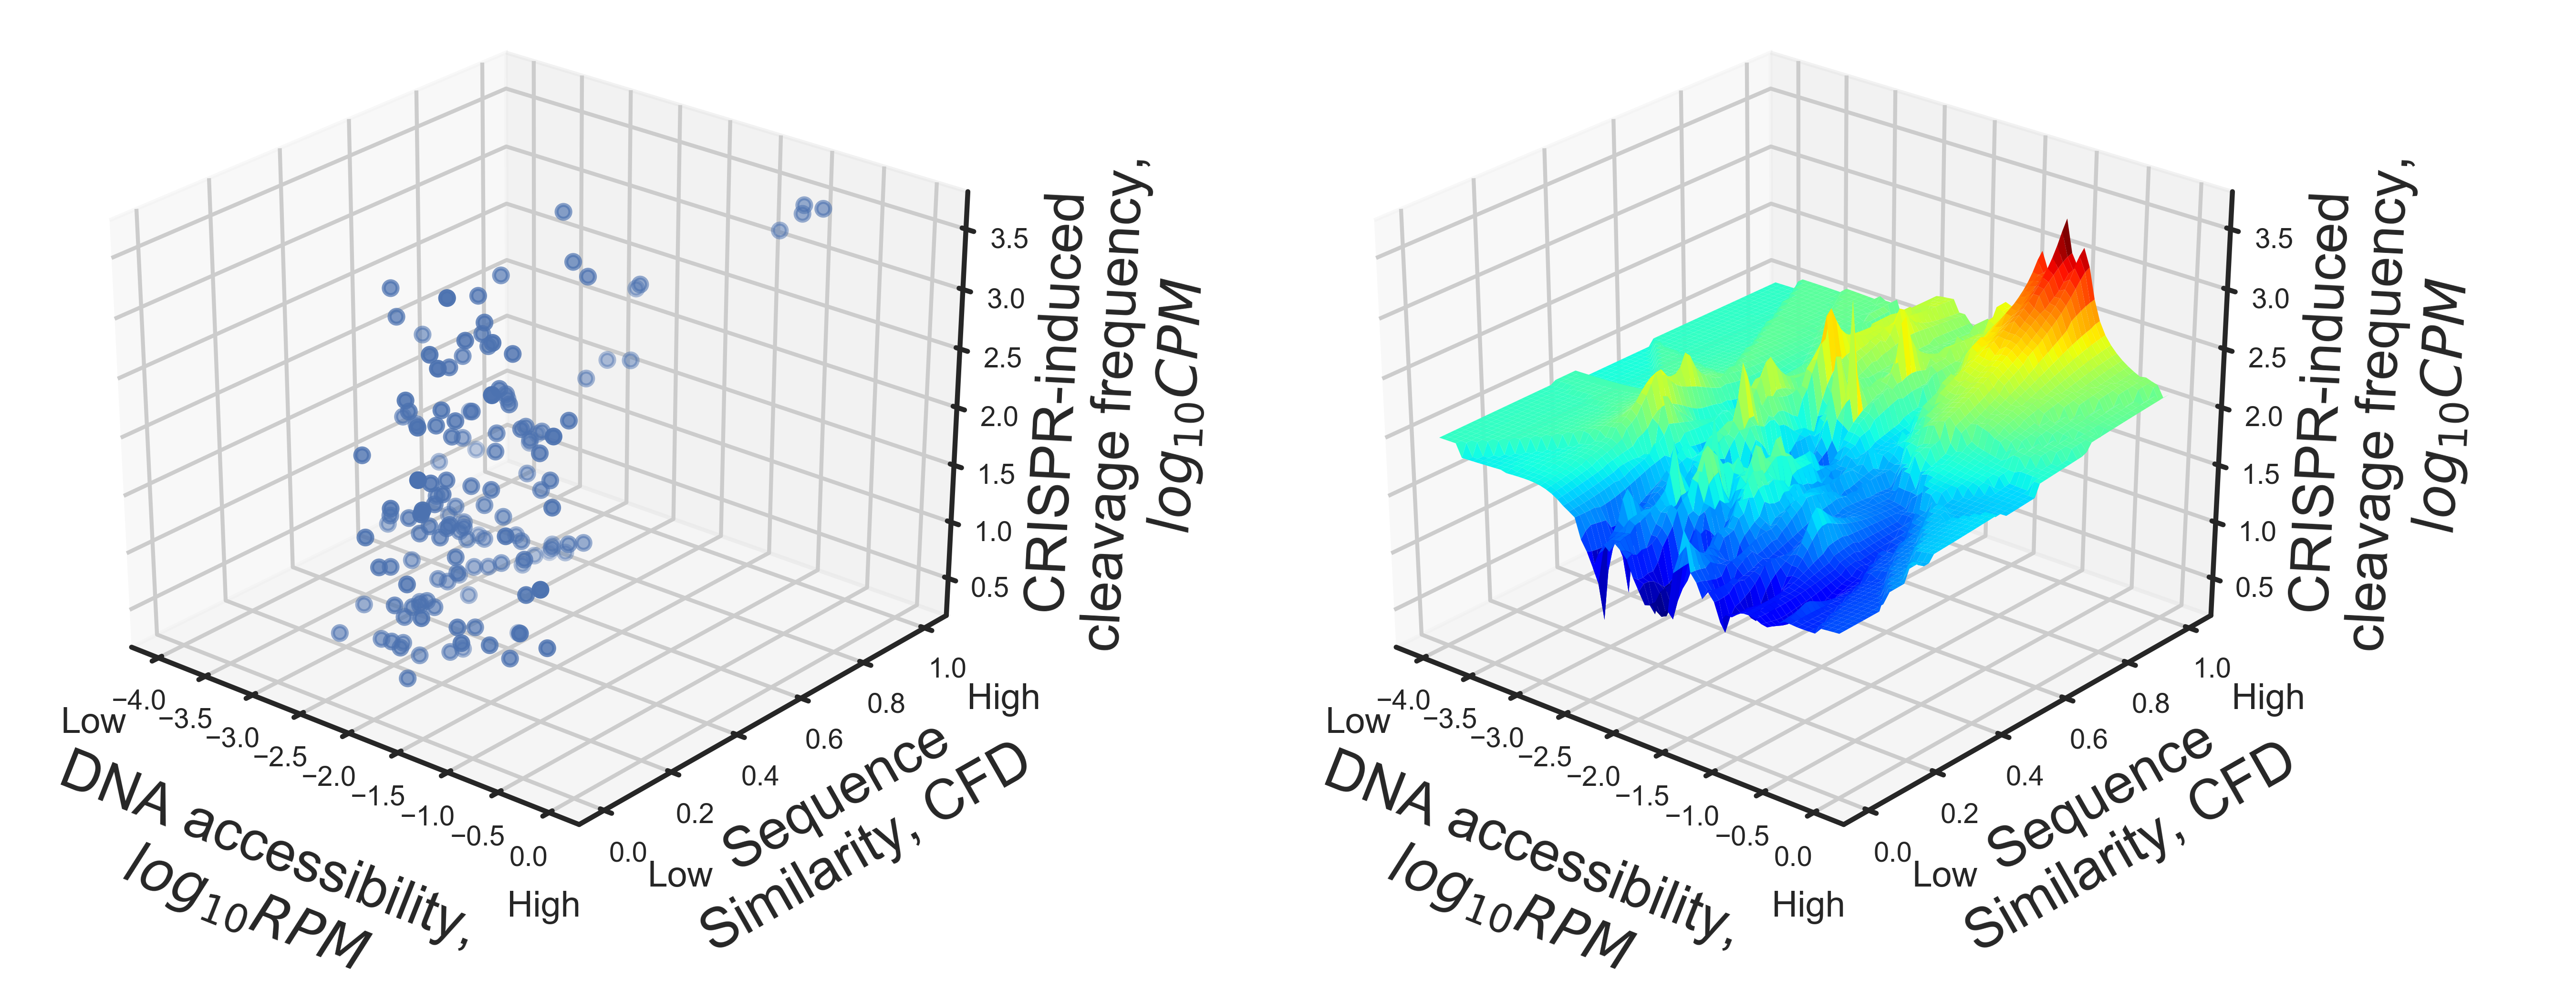 3.5
3.0
2.5
2.0
1.5
1.0
0.5
CRISPR-induced
cleavage frequency,
log₁₀CPM
Low
−4.0
−3.5
−3.0
−2.5
−2.0
−1.5
−1.0
−0.5
0.0
High
DNA accessibility,
log₁₀RPM
Low
0.0
0.2
0.4
0.6
0.8
1.0
High
Sequence
Similarity, CFD
3.5
3.0
2.5
2.0
1.5
1.0
0.5
CRISPR-induced
cleavage frequency,
log₁₀CPM
Low
−4.0
−3.5
−3.0
−2.5
−2.0
−1.5
−1.0
−0.5
0.0
High
DNA accessibility,
log₁₀RPM
Low
0.0
0.2
0.4
0.6
0.8
1.0
High
Sequence
Similarity, CFD